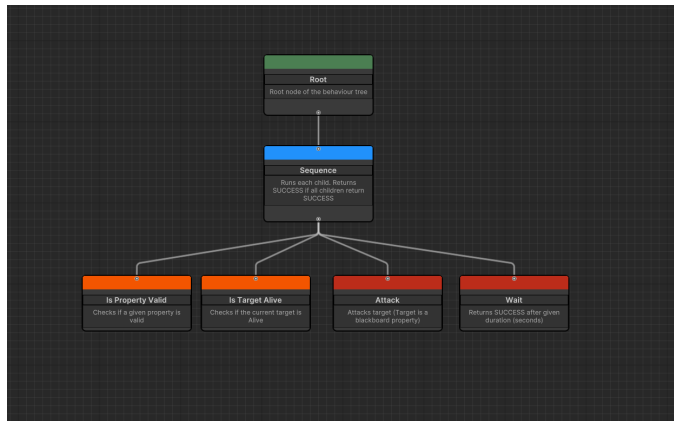 Root
Root node of the behaviour tree
Sequence
Runs each child. Returns
SUCCESS if all children return
SUCCESS
Is Property Valid
Checks if a given property is
valid
Is Target Alive
Checks if the current target is
Alive
Attack
Attacks target (Target is a
blackboard property)
Wait
Returns SUCCESS after given
duration (seconds)